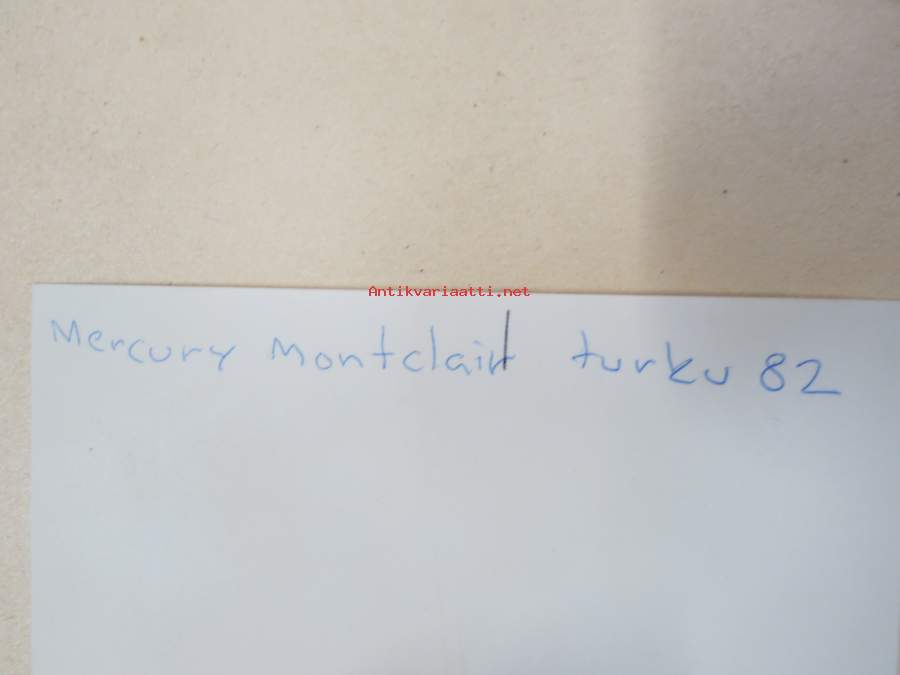 Antikvariaatti.net
Mercury Montclair turku 82